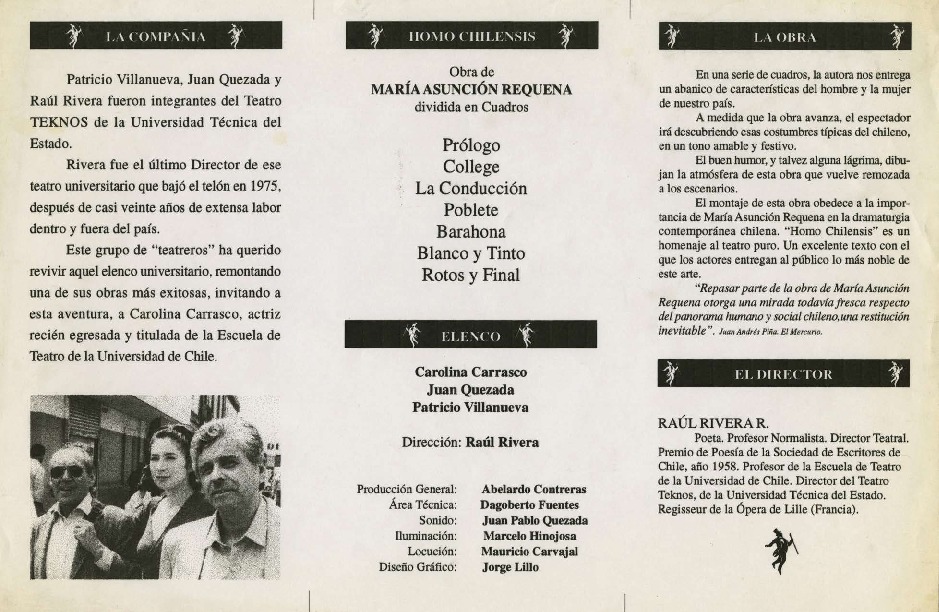 LA COMPAÑIA
Patricio Villanueva, Juan Quezada y
Raúl Rivera fueron integrantes del Teatro
TEKNOS de la Universidad Técnica del
Estado.
Rivera fue el último Director de ese
teatro universitario que bajó el telón en 1975,
después de casi veinte años de extensa labor
dentro y fuera del país.
Este grupo de “teatreros” ha querido
revivir aquel elenco universitario, remontando
una de sus obras más exitosas, invitando a
esta aventura, a Carolina Carrasco, actriz
recién egresada y titulada de la Escuela de
Teatro de la Universidad de Chile.
HOMO CHILENSIS
Obra de
MARÍA ASUNCIÓN REQUENA
dividida en Cuadros
Prólogo
College
La Conducción
Poblete
Barahona
Blanco y Tinto
Rotos y Final
ELENCO
Carolina Carrasco
Juan Quezada
Patricio Villanueva
Dirección: Raúl Rivera
Producción General: Abelardo Contreras
Área Técnica: Dagoberto Fuentes
Sonido: Juan Pablo Quezada
Iluminación: Marcelo Hinojosa
Locución: Mauricio Carvajal
Diseño Gráfico: Jorge Lillo
LA OBRA
En una serie de cuadros, la autora nos entrega
un abanico de características del hombre y la mujer
de nuestro país.
A medida que la obra avanza, el espectador
irá descubriendo esas costumbres típicas del chileno,
en un tono amable y festivo.
El buen humor, y talvez alguna lágrima, dibu-
jan la atmósfera de esta obra que vuelve remozada
a los escenarios.
El montaje de esta obra obedece a la impor-
tancia de María Asunción Requena en la dramaturgia
contemporánea chilena. “Homo Chilensis” es un
homenaje al teatro puro. Un excelente texto con el
que los actores entregan al público lo más noble de
este arte.
“Repasar parte de la obra de María Asunción
Requena otorga una mirada todavía fresca respecto
del panorama humano y social chileno,una restitución
inevitable”. Juan Andrés Piña. El Mercurio.
EL DIRECTOR
RAÚL RIVERA R.
Poeta. Profesor Normalista. Director Teatral.
Premio de Poesía de la Sociedad de Escritores de
Chile, año 1958. Profesor de la Escuela de Teatro
de la Universidad de Chile. Director del Teatro
Teknos, de la Universidad Técnica del Estado.
Regisseur de la Ópera de Lille (Francia).